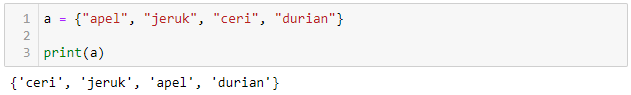 1 a = {"apel", "jeruk", "ceri", "durian"}
2
3 print(a)
{'ceri', 'jeruk', 'apel', 'durian'}